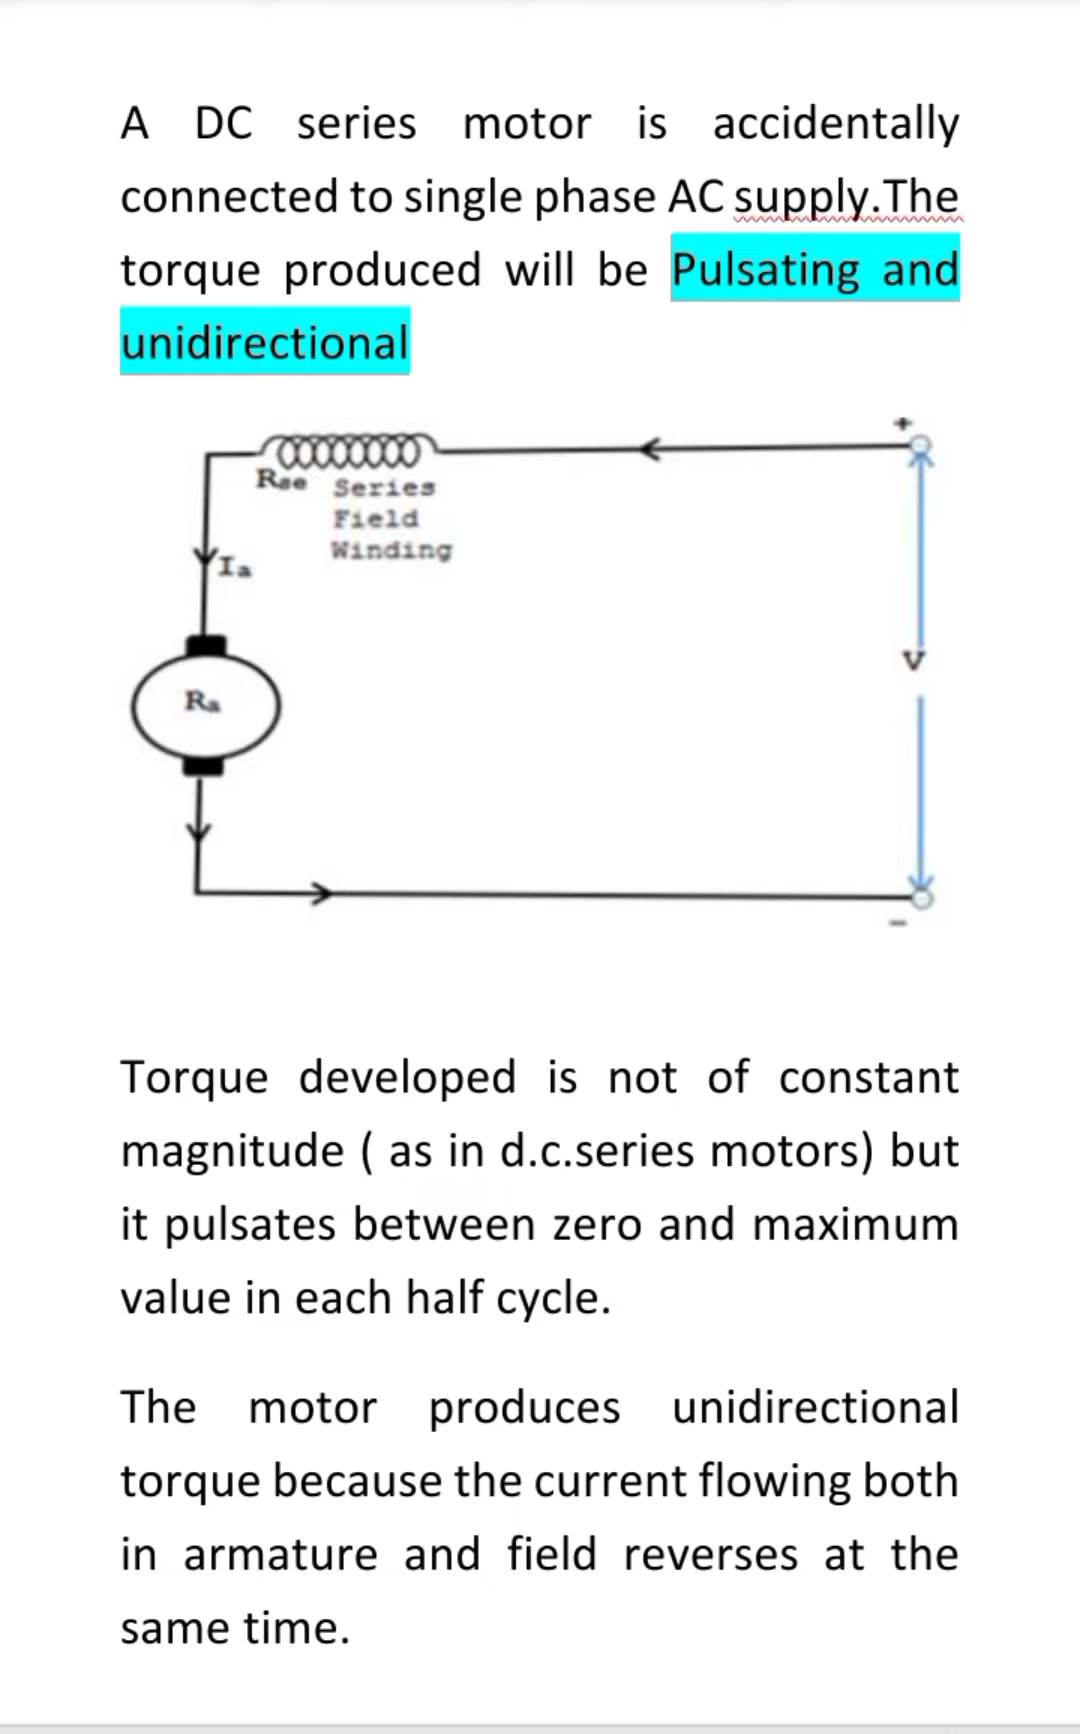 A DC series motor is accidentally
connected to single phase AC supply.The
torque produced will be Pulsating and
unidirectional
+
Rse Series
Field
Winding
Ia
V
Ra
-
Torque developed is not of constant
magnitude ( as in d.c.series motors) but
it pulsates between zero and maximum
value in each half cycle.
The motor produces unidirectional
torque because the current flowing both
in armature and field reverses at the
same time.